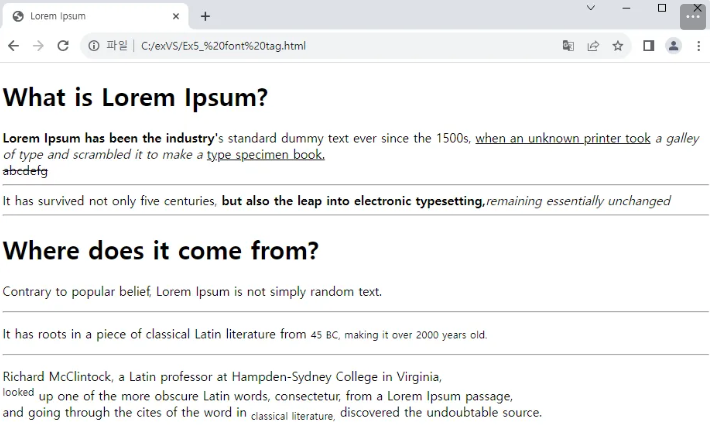 Lorem Ipsum
파일 C:/exVS/Ex5_%20font%20tag.html
What is Lorem Ipsum?
Lorem Ipsum has been the industry's standard dummy text ever since the 1500s, when an unknown printer took a galley
of type and scrambled it to make a type specimen book.
abcdefg
It has survived not only five centuries, but also the leap into electronic typesetting,remaining essentially unchanged
Where does it come from?
Contrary to popular belief, Lorem Ipsum is not simply random text.
It has roots in a piece of classical Latin literature from 45 BC, making it over 2000 years old.
Richard McClintock, a Latin professor at Hampden-Sydney College in Virginia,
looked up one of the more obscure Latin words, consectetur, from a Lorem Ipsum passage,
and going through the cites of the word in classical literature, discovered the undoubtable source.